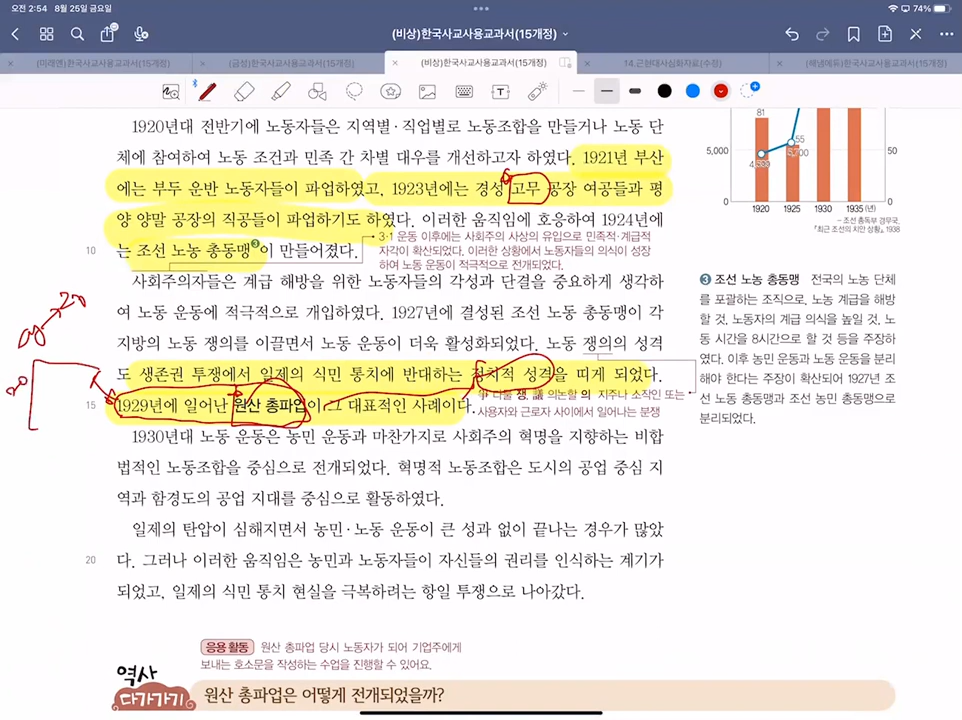 오전 2:54 8월 25일 금요일
74%
(비상)한국사교사용교과서(15개정)
(미래엔)한국사교사용교과서(15개정)
(금성)한국사교사용교과서(15개정)
(비상)한국사교사용교과서(15개정)
14.근현대사심화자료(수정)
(해냄에듀)한국사교사용교과서(15개정)
1920년대 전반기에 노동자들은 지역별·직업별로 노동조합을 만들거나 노동 단
체에 참여하여 노동 조건과 민족 간 차별 대우를 개선하고자 하였다. 1921년 부산
에는 부두 운반 노동자들이 파업하였고, 1923년에는 경성 고무 공장 여공들과 평
양 양말 공장의 직공들이 파업하기도 하였다. 이러한 움직임에 호응하여 1924년에
10 는 조선 노농 총동맹❸이 만들어졌다.
3·1 운동 이후에는 사회주의 사상의 유입으로 민족적·계급적
자각이 확산되었다. 이러한 상황에서 노동자들의 의식이 성장
하여 노동 운동이 적극적으로 전개되었다.
사회주의자들은 계급 해방을 위한 노동자들의 각성과 단결을 중요하게 생각하
여 노동 운동에 적극적으로 개입하였다. 1927년에 결성된 조선 노동 총동맹이 각
지방의 노동 쟁의를 이끌면서 노동 운동이 더욱 활성화되었다. 노동 쟁의의 성격
도 생존권 투쟁에서 일제의 식민 통치에 반대하는 정치적 성격을 띠게 되었다.
15 1929년에 일어난 원산 총파업이 그 대표적인 사례이다.
다툴 쟁, 議 의논할 의 지주나 소작인 또는
사용자와 근로자 사이에서 일어나는 분쟁
1930년대 노동 운동은 농민 운동과 마찬가지로 사회주의 혁명을 지향하는 비합
법적인 노동조합을 중심으로 전개되었다. 혁명적 노동조합은 도시의 공업 중심 지
역과 함경도의 공업 지대를 중심으로 활동하였다.
일제의 탄압이 심해지면서 농민·노동 운동이 큰 성과 없이 끝나는 경우가 많았
20 다. 그러나 이러한 움직임은 농민과 노동자들이 자신들의 권리를 인식하는 계기가
되었고, 일제의 식민 통치 현실을 극복하려는 항일 투쟁으로 나아갔다.
81
5,000
4,500
55
5,700
50
0
0
1920 1925 1930 1935 (년)
- 조선 총독부 경무국,
『최근 조선의 치안 상황』, 1938
❸ 조선 노농 총동맹 전국의 노농 단체
를 포괄하는 조직으로, 노농 계급을 해방
할 것, 노동자의 계급 의식을 높일 것, 노
동 시간을 8시간으로 할 것 등을 주장하
였다. 이후 농민 운동과 노동 운동을 분리
해야 한다는 주장이 확산되어 1927년 조
선 노동 총동맹과 조선 농민 총동맹으로
분리되었다.
응용 활동 원산 총파업 당시 노동자가 되어 기업주에게
보내는 호소문을 작성하는 수업을 진행할 수 있어요.
역사
다가가기
원산 총파업은 어떻게 전개되었을까?